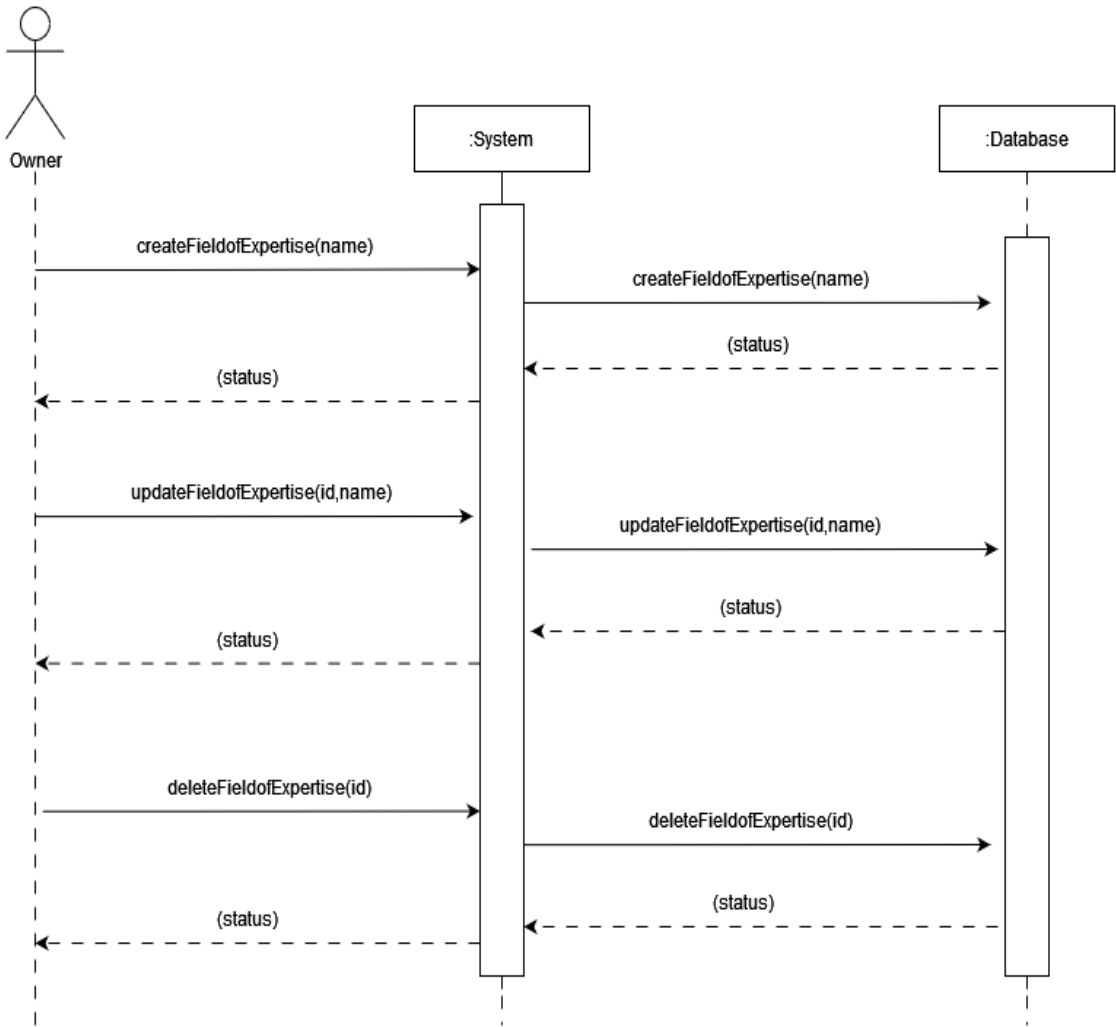 Owner
:System
:Database
createFieldofExpertise(name)
createFieldofExpertise(name)
(status)
(status)
updateFieldofExpertise(id,name)
updateFieldofExpertise(id,name)
(status)
(status)
deleteFieldofExpertise(id)
deleteFieldofExpertise(id)
(status)
(status)